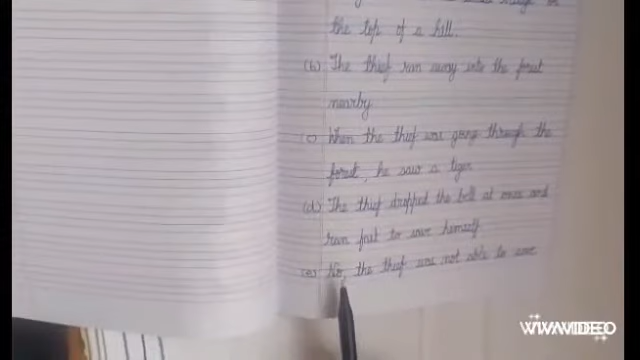 the top of a hill.
(b) The thief ran away into the forest
nearby
(c) When the thief was going through the
forest, he saw a tiger
(d) The thief dropped the bell at once and
ran fast to save himself
(e) No, the thief was not able to save
VIVAVIDEO